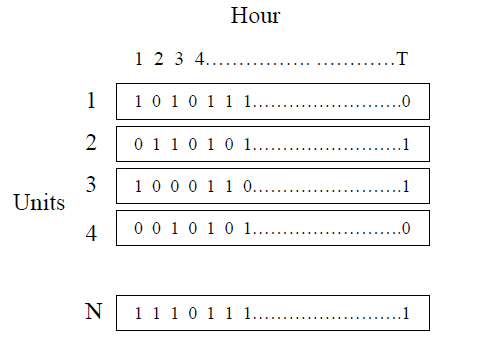 Hour
1 2 3 4……………. …………T
1 1 0 1 0 1 1 1…………………….0
2 0 1 1 0 1 0 1…………………….1
3 1 0 0 0 1 1 0…………………….1
Units
4 0 0 1 0 1 0 1…………………….0
N 1 1 1 0 1 1 1…………………….1